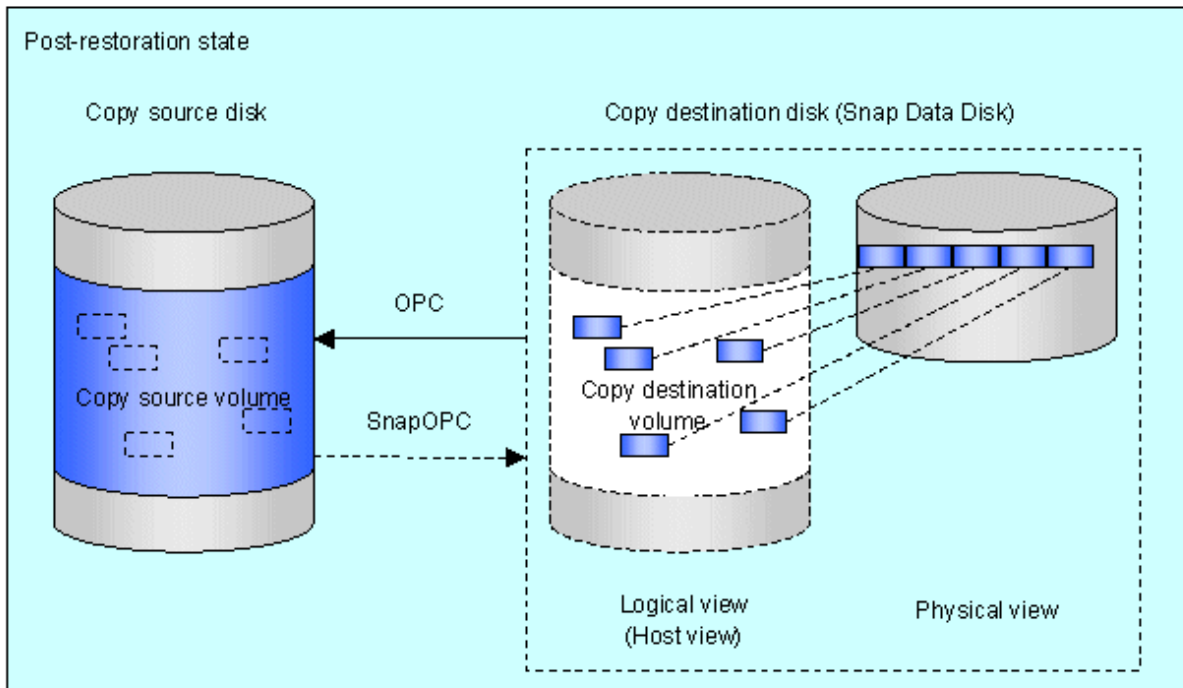 Post-restoration state
Copy source disk
Copy destination disk (Snap Data Disk)
OPC
Copy source volume
SnapOPC
Copy destination
volume
Logical view
(Host view)
Physical view